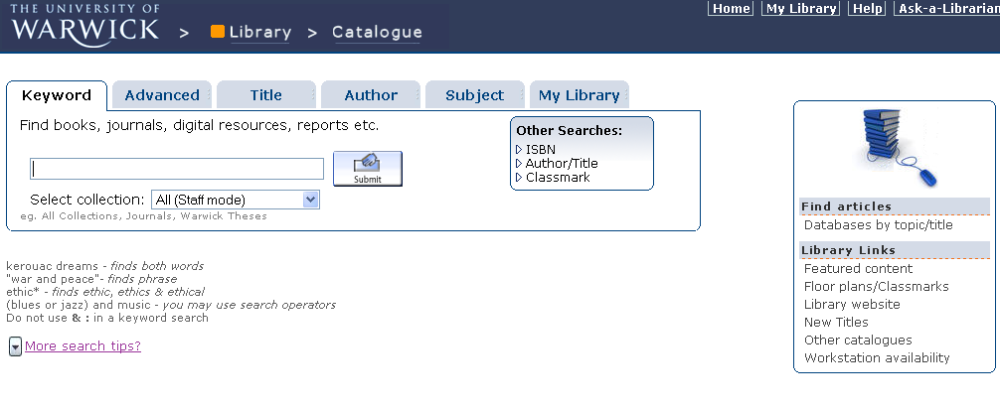 THE UNIVERSITY OF
WARWICK > Library > Catalogue
Home My Library Help Ask-a-Librarian
Keyword Advanced Title Author Subject My Library
Find books, journals, digital resources, reports etc.
Submit
Select collection: All (Staff mode)
eg. All Collections, Journals, Warwick Theses
Other Searches:
ISBN
Author/Title
Classmark
kerouac dreams - finds both words
"war and peace"- finds phrase
ethic* - finds ethic, ethics & ethical
(blues or jazz) and music - you may use search operators
Do not use & : in a keyword search
More search tips?
Find articles
Databases by topic/title
Library Links
Featured content
Floor plans/Classmarks
Library website
New Titles
Other catalogues
Workstation availability